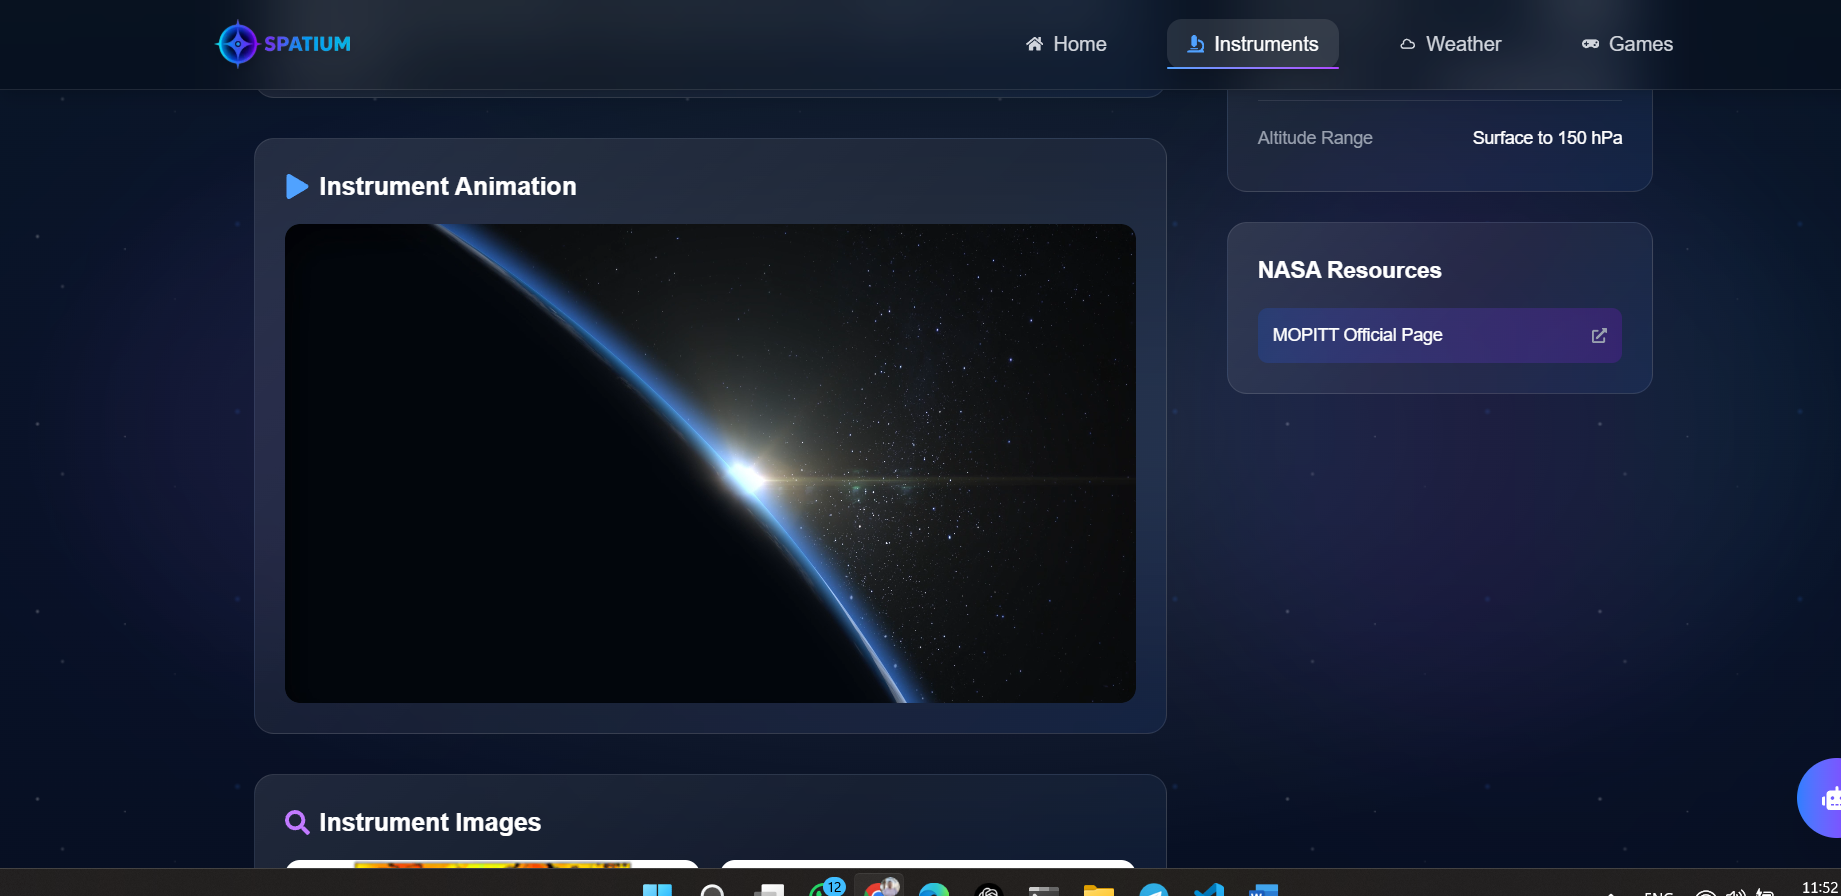 SPATIUM
Home
Instruments
Weather
Games
Altitude Range
Surface to 150 hPa
Instrument Animation
NASA Resources
MOPITT Official Page
Instrument Images
12
ENG
11:52